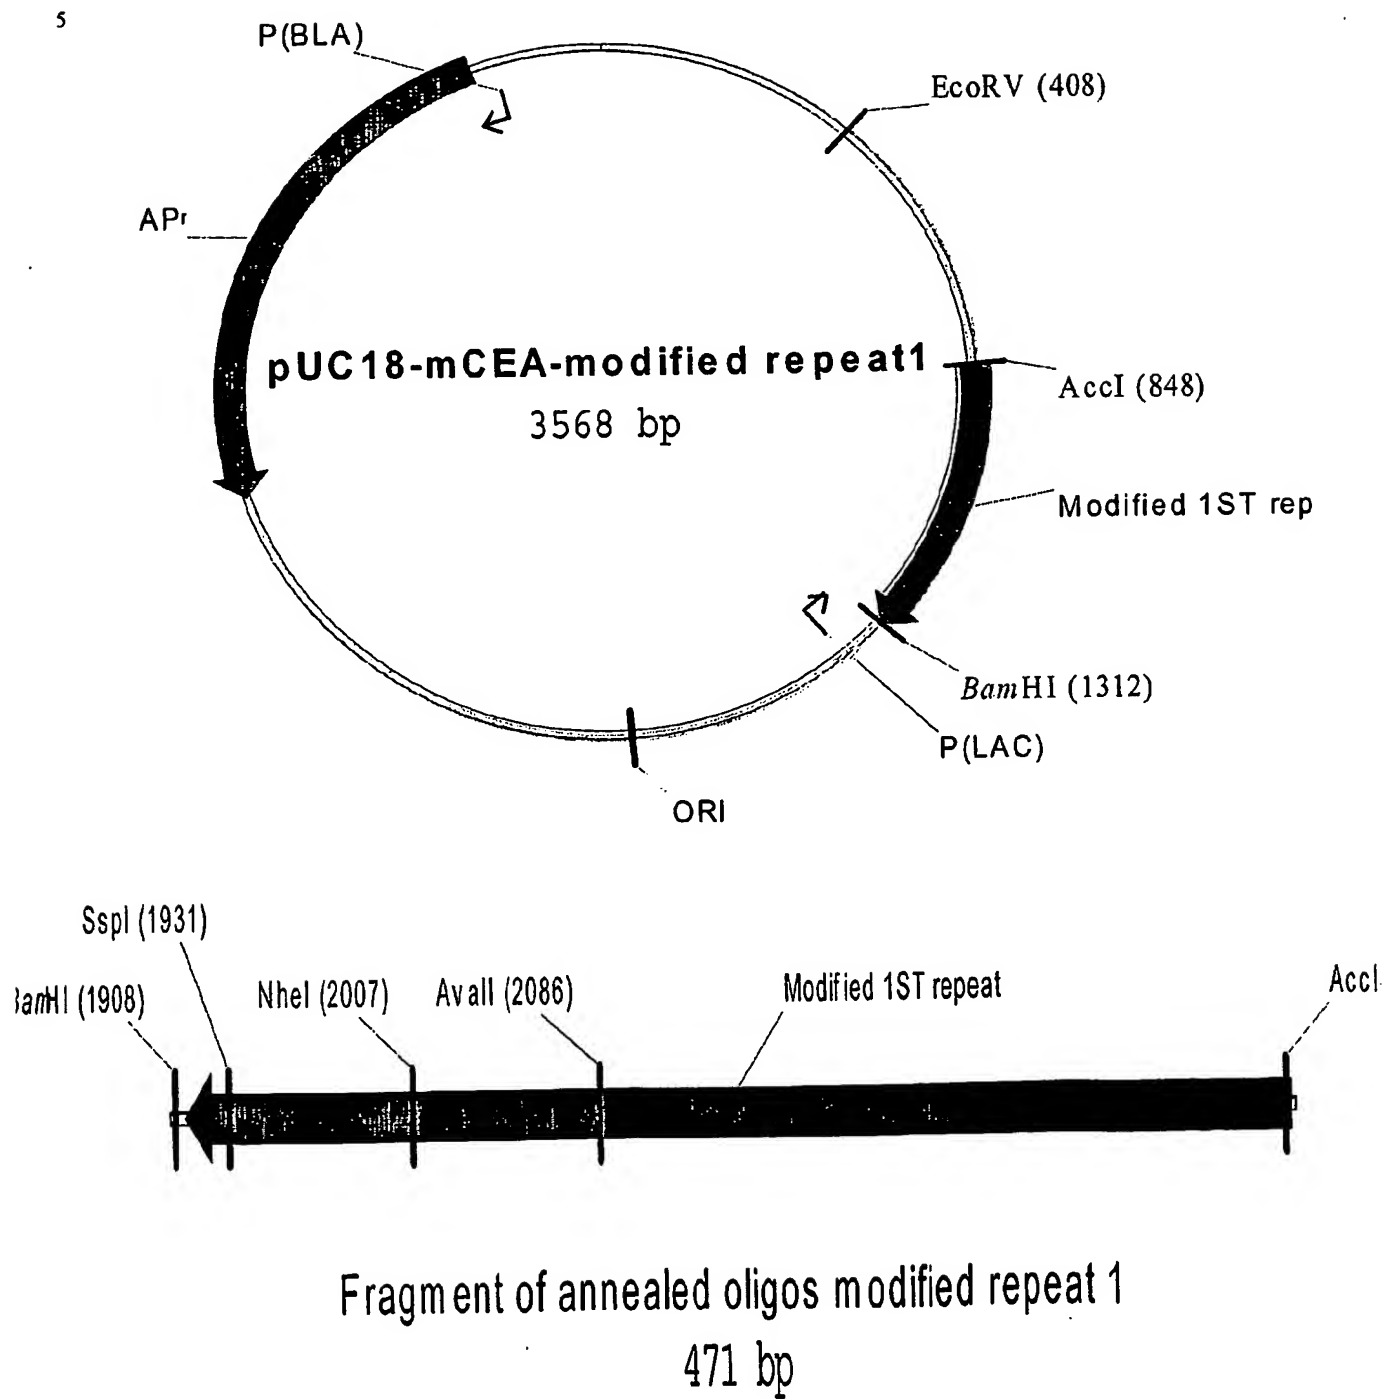 5
P(BLA)
EcoRV (408)
APr
pUC18-mCEA-modified repeat1
3568 bp
AccI (848)
Modified 1ST rep
BamHI (1312)
P(LAC)
ORI
SspI (1931)
BamHI (1908)
NheI (2007)
AvaII (2086)
Modified 1ST repeat
AccI
Fragment of annealed oligos modified repeat 1
471 bp